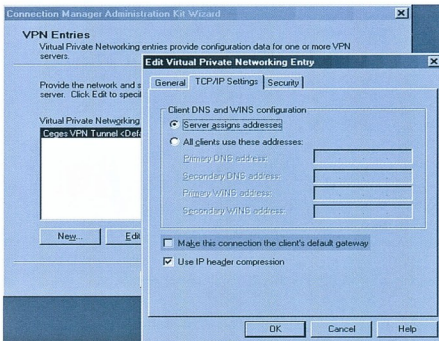 Connection Manager Administration Kit Wizard
VPN Entries
Virtual Private Networking entries provide configuration data for one or more VPN
servers.
Provide the network and s
server. Click Edit to specif
Virtual Private Networking
Ceges VPN Tunnel <Defa
New...
Edit
Edit Virtual Private Networking Entry
General
TCP/IP Settings
Security
Client DNS and WINS configuration
Server assigns addresses
All clients use these addresses:
Primary DNS address:
Secondary DNS address:
Primary WINS address:
Secondary WINS address:
Make this connection the client's default gateway
Use IP header compression
OK
Cancel
Help